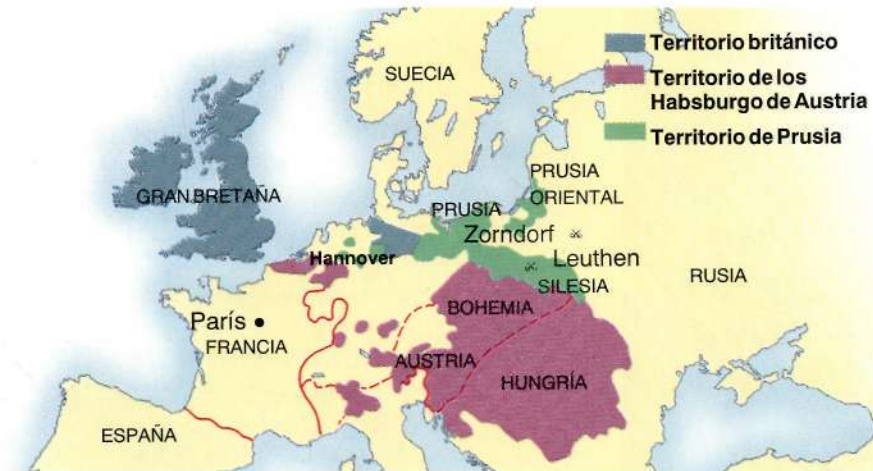 Territorio británico
Territorio de los
Habsburgo de Austria
Territorio de Prusia
SUECIA
GRAN BRETAÑA
PRUSIA
ORIENTAL
PRUSIA
Zorndorf
Hannover
Leuthen
SILESIA
RUSIA
BOHEMIA
París
FRANCIA
AUSTRIA
HUNGRÍA
ESPAÑA